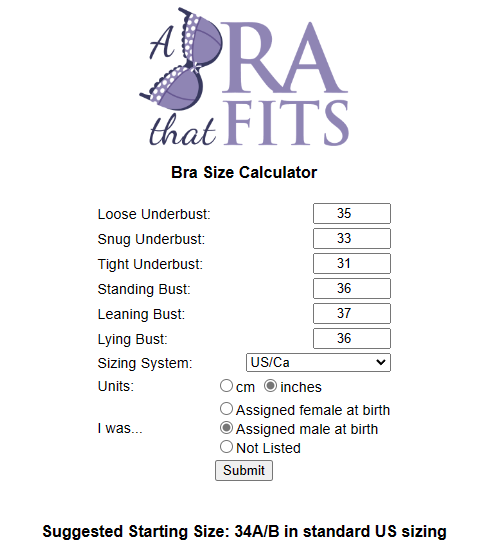 A BRA
that FITS
Bra Size Calculator
Loose Underbust: 35
Snug Underbust: 33
Tight Underbust: 31
Standing Bust: 36
Leaning Bust: 37
Lying Bust: 36
Sizing System: US/Ca
Units: cm inches
Assigned female at birth
I was... Assigned male at birth
Not Listed
Submit
Suggested Starting Size: 34A/B in standard US sizing